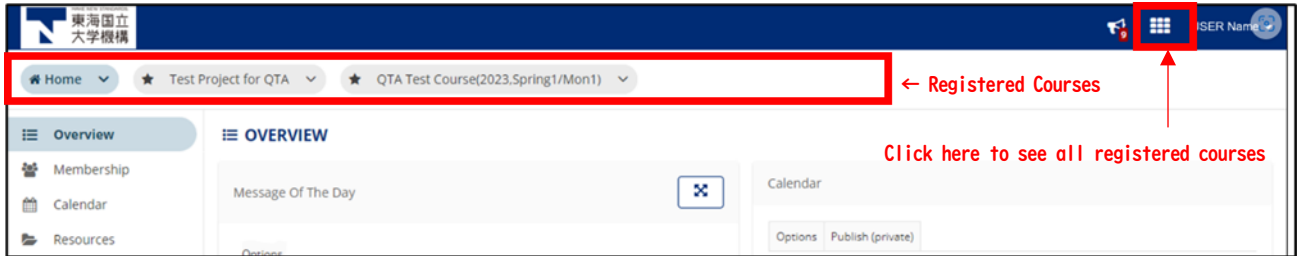 東海国立
大学機構
9
USER Name
Home
Test Project for QTA
QTA Test Course(2023,Spring1/Mon1)
← Registered Courses
Overview
OVERVIEW
Click here to see all registered courses
Membership
Message Of The Day
Calendar
Calendar
Resources
Options
Options Publish (private)